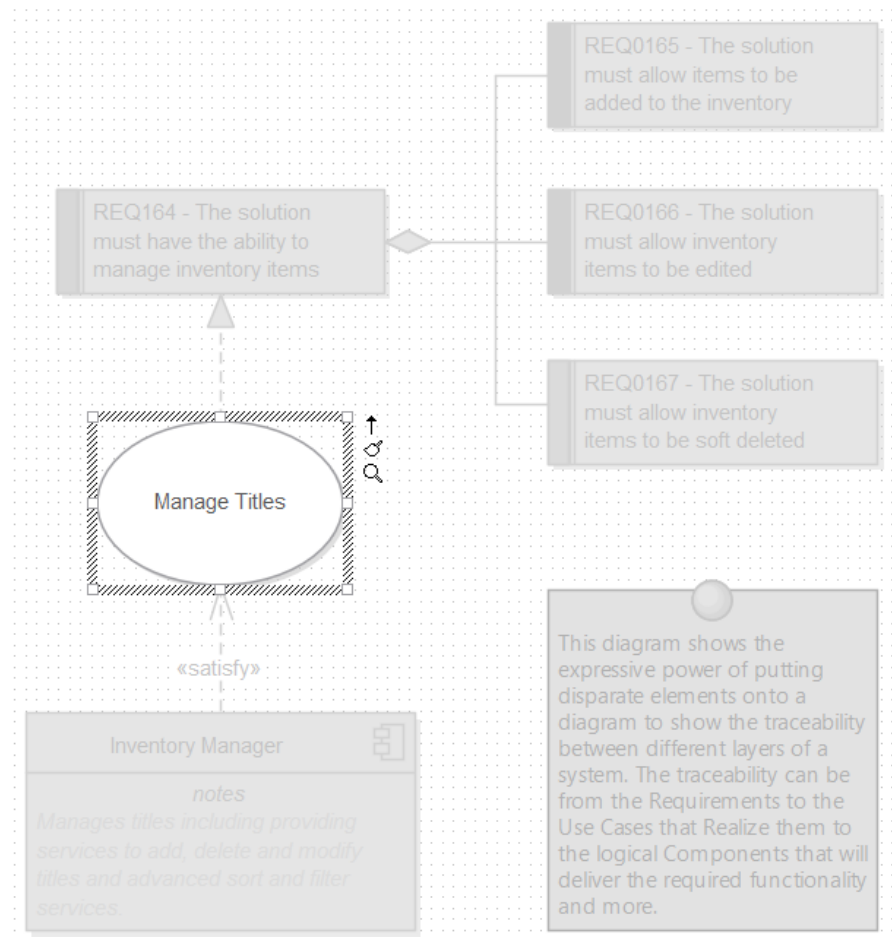 REQ0165 - The solution
must allow items to be
added to the inventory
REQ164 - The solution
must have the ability to
manage inventory items
REQ0166 - The solution
must allow inventory
items to be edited
REQ0167 - The solution
must allow inventory
items to be soft deleted
Manage Titles
«satisfy»
Inventory Manager
notes
Manages titles including providing
services to add, delete and modify
titles and advanced sort and filter
services.
This diagram shows the
expressive power of putting
disparate elements onto a
diagram to show the traceability
between different layers of a
system. The traceability can be
from the Requirements to the
Use Cases that Realize them to
the logical Components that will
deliver the required functionality
and more.